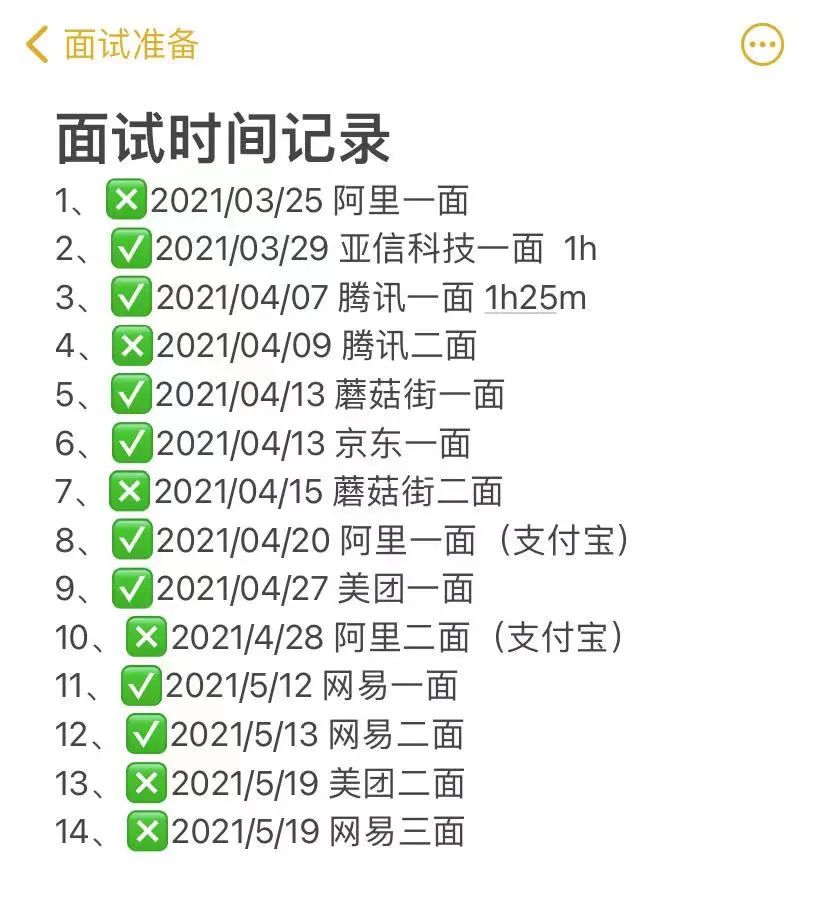 面试准备
面试时间记录
1、❎2021/03/25 阿里一面
2、✅2021/03/29 亚信科技一面 1h
3、✅2021/04/07 腾讯一面 1h25m
4、❎2021/04/09 腾讯二面
5、✅2021/04/13 蘑菇街一面
6、✅2021/04/13 京东一面
7、❎2021/04/15 蘑菇街二面
8、✅2021/04/20 阿里一面（支付宝）
9、✅2021/04/27 美团一面
10、❎2021/4/28 阿里二面（支付宝）
11、✅2021/5/12 网易一面
12、✅2021/5/13 网易二面
13、❎2021/5/19 美团二面
14、❎2021/5/19 网易三面